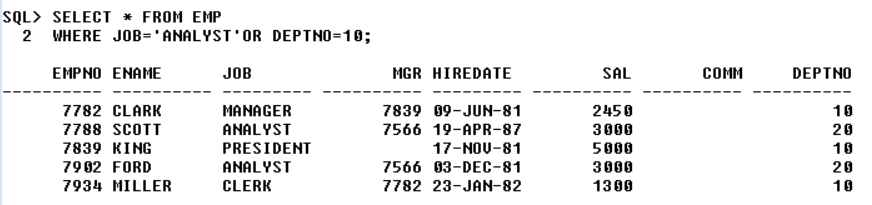 SQL> SELECT * FROM EMP
  2  WHERE JOB='ANALYST'OR DEPTNO=10;
     EMPNO ENAME      JOB              MGR HIREDATE         SAL       COMM     DEPTNO
---------- ---------- --------- ---------- --------- ---------- ---------- ----------
      7782 CLARK      MANAGER         7839 09-JUN-81       2450                    10
      7788 SCOTT      ANALYST         7566 19-APR-87       3000                    20
      7839 KING       PRESIDENT            17-NOV-81       5000                    10
      7902 FORD       ANALYST         7566 03-DEC-81       3000                    20
      7934 MILLER     CLERK           7782 23-JAN-82       1300                    10